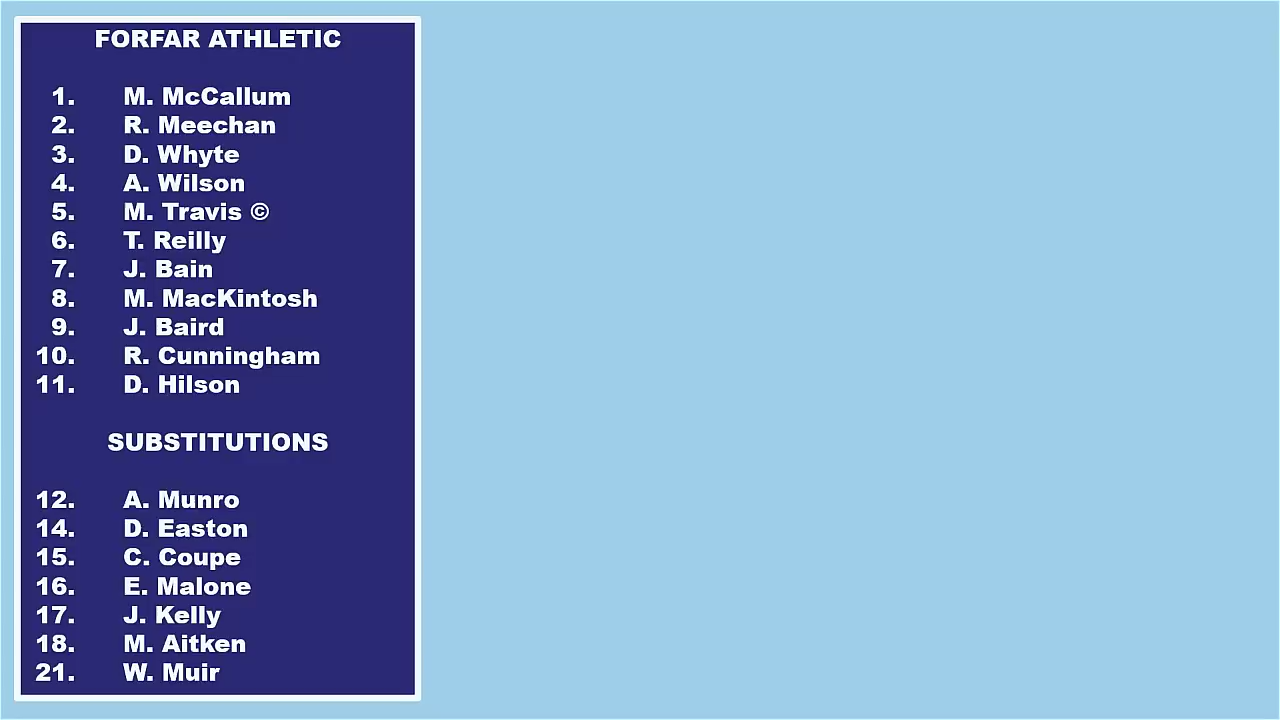 FORFAR ATHLETIC
1. M. McCallum
2. R. Meechan
3. D. Whyte
4. A. Wilson
5. M. Travis ©
6. T. Reilly
7. J. Bain
8. M. MacKintosh
9. J. Baird
10. R. Cunningham
11. D. Hilson
SUBSTITUTIONS
12. A. Munro
14. D. Easton
15. C. Coupe
16. E. Malone
17. J. Kelly
18. M. Aitken
21. W. Muir